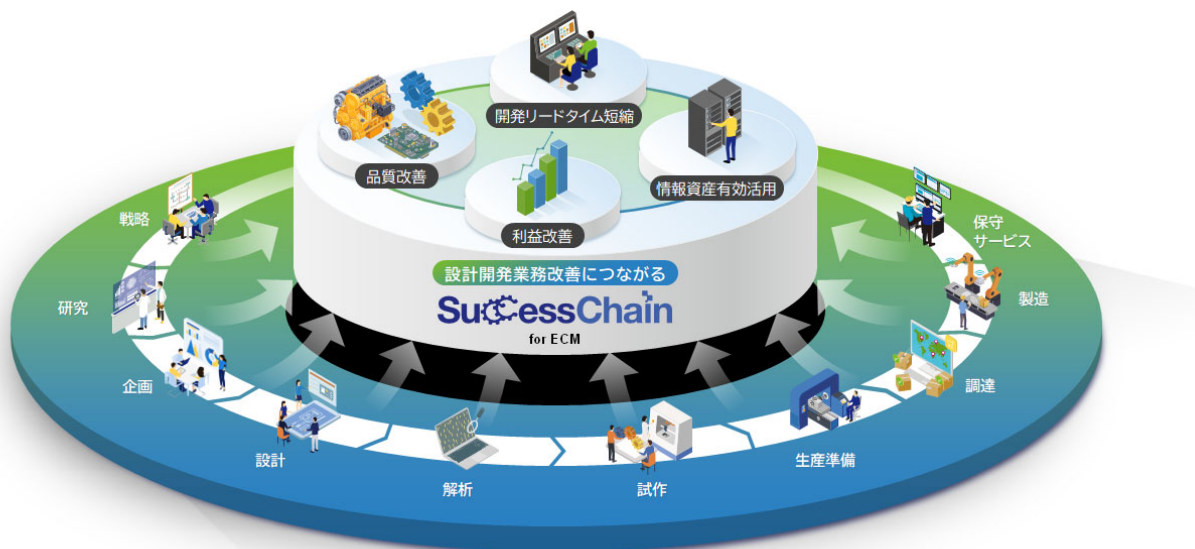 開発リードタイム短縮
品質改善
情報資産有効活用
利益改善
設計開発業務改善につながる
SuccessChain
for ECM
戦略
研究
企画
設計
解析
試作
生産準備
調達
製造
保守
サービス